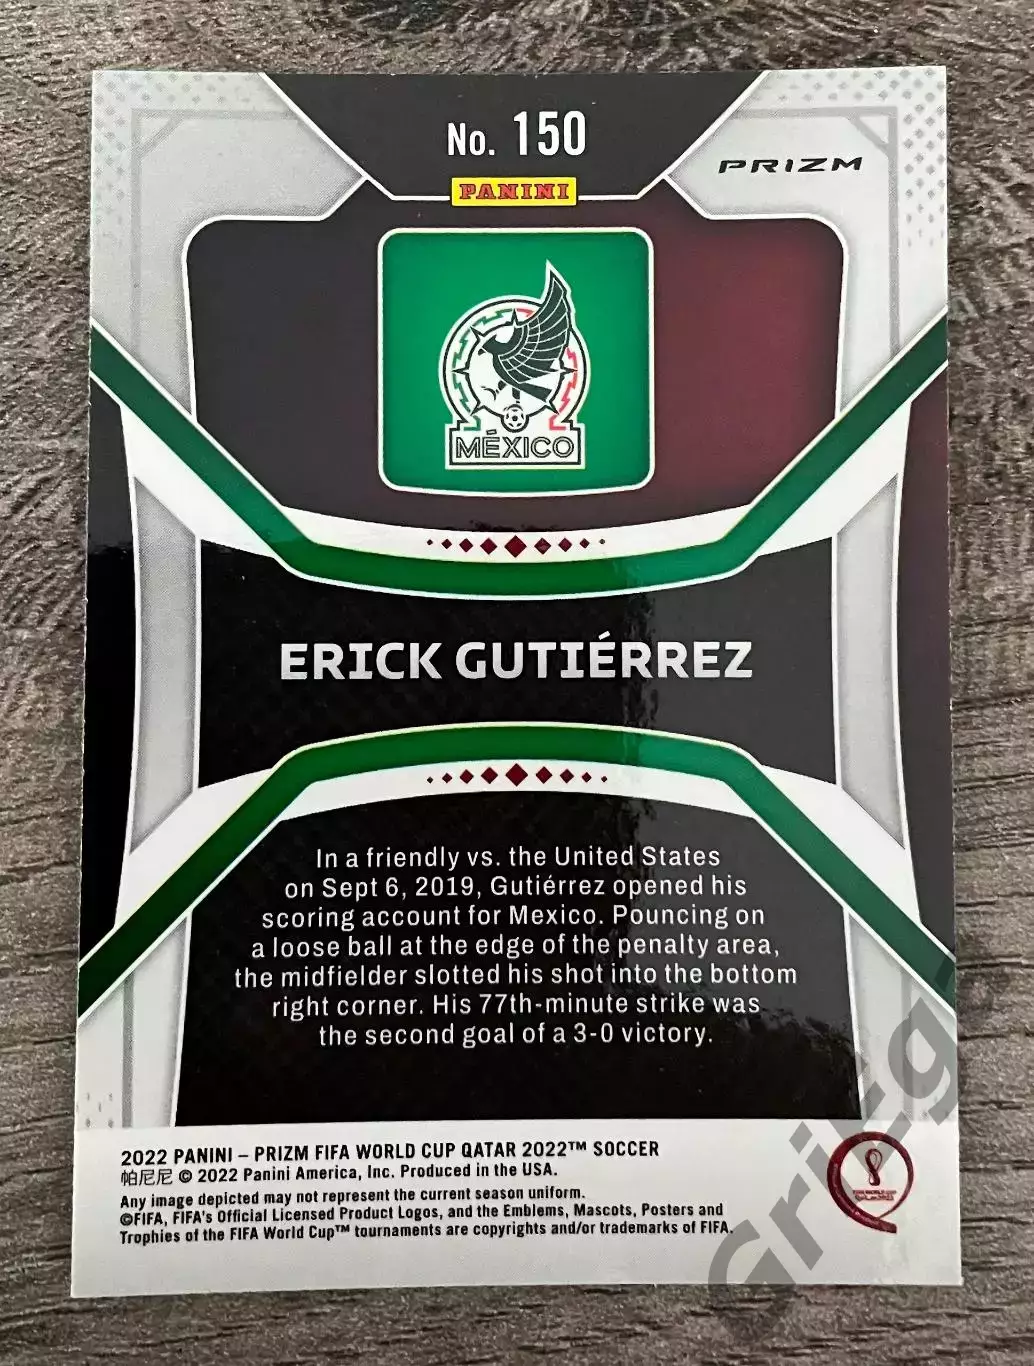 No. 150
PANINI
PRIZM
MÉXICO
ERICK GUTIÉRREZ
In a friendly vs. the United States
on Sept 6, 2019, Gutiérrez opened his
scoring account for Mexico. Pouncing on
a loose ball at the edge of the penalty area,
the midfielder slotted his shot into the bottom
right corner. His 77th-minute strike was
the second goal of a 3-0 victory.
2022 PANINI – PRIZM FIFA WORLD CUP QATAR 2022™ SOCCER
帕尼尼 © 2022 Panini America, Inc. Produced in the USA.
Any image depicted may not represent the current season uniform.
©FIFA, FIFA's Official Licensed Product Logos, and the Emblems, Mascots, Posters and
Trophies of the FIFA World Cup™ tournaments are copyrights and/or trademarks of FIFA.
FIFA WORLD CUP